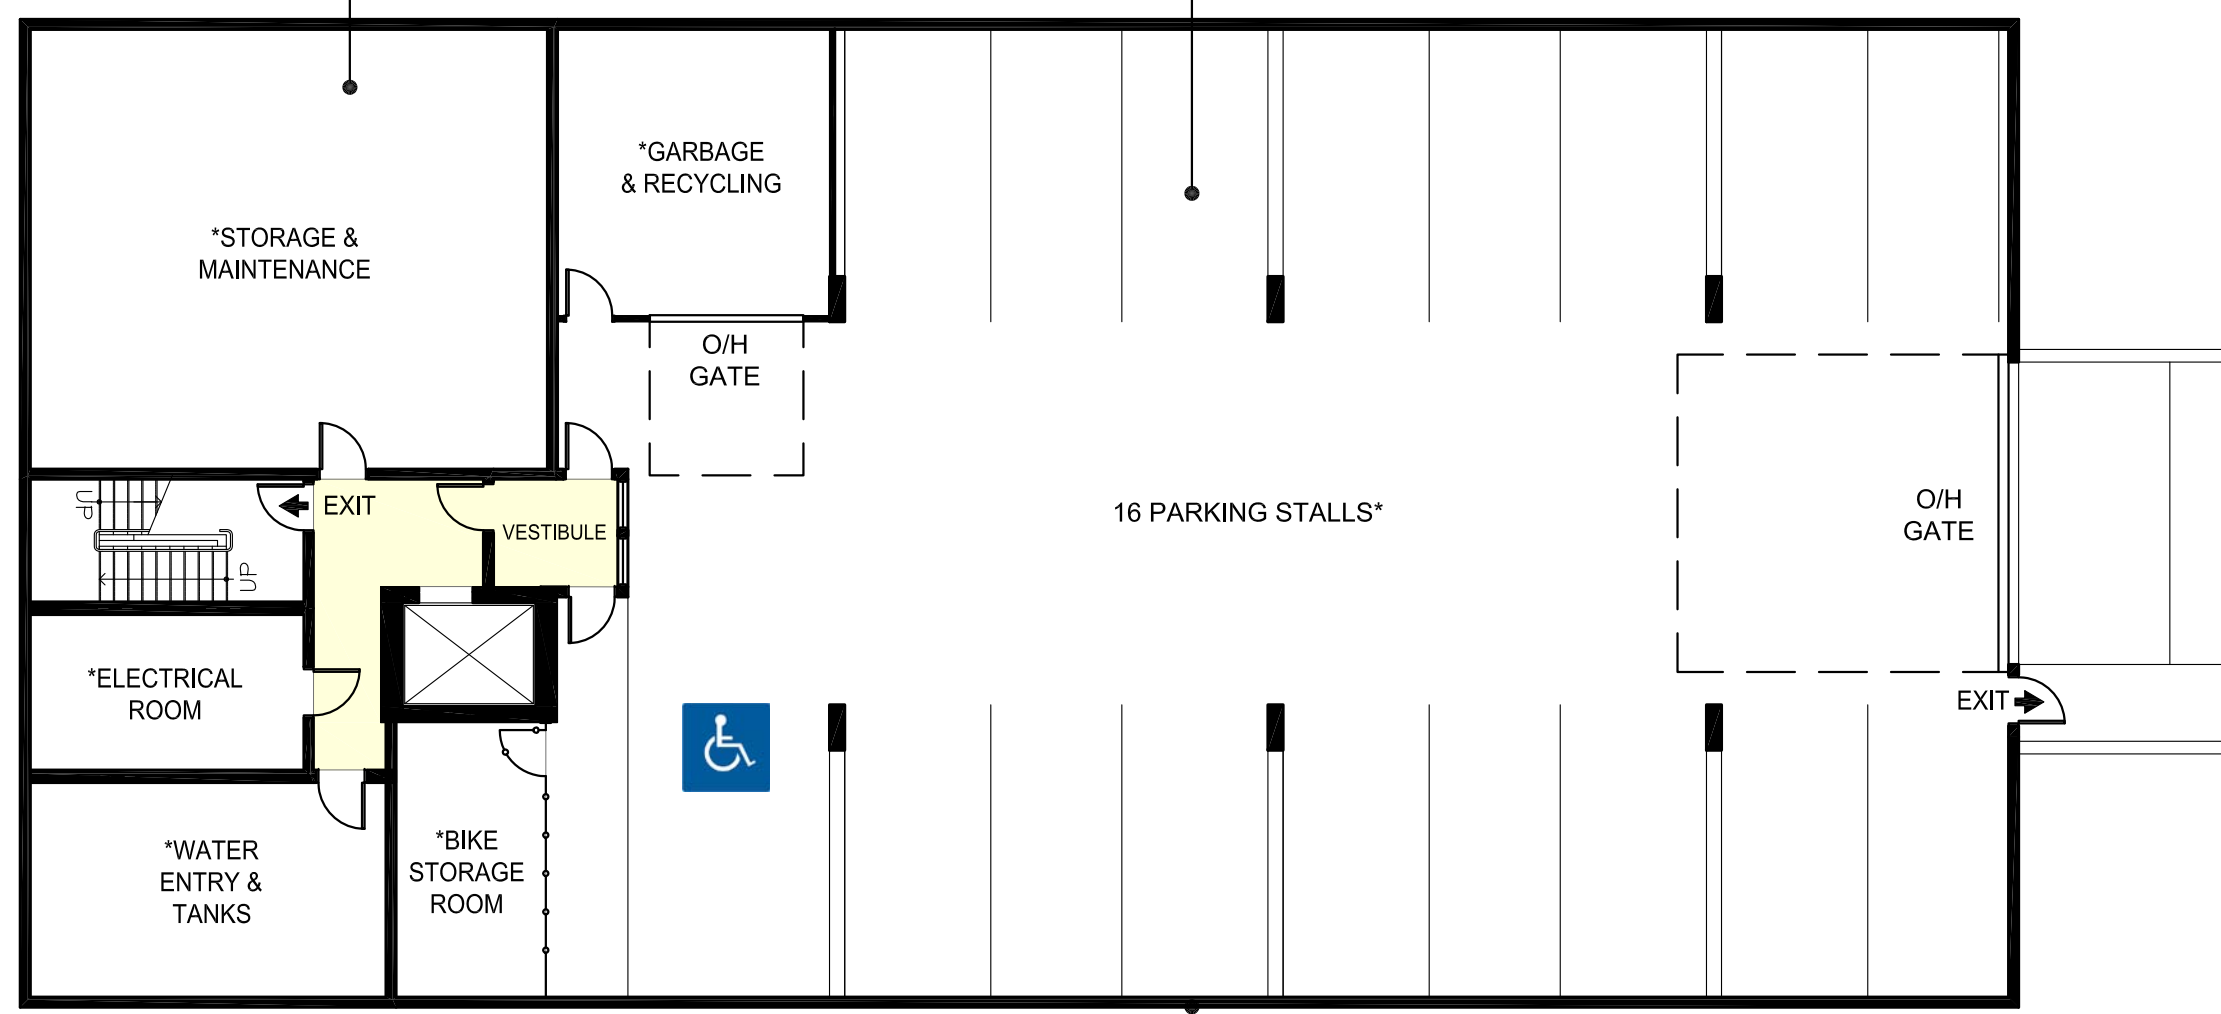 *GARBAGE
& RECYCLING
*STORAGE &
MAINTENANCE
O/H
GATE
UP
EXIT
VESTIBULE
16 PARKING STALLS*
O/H
GATE
UP
*ELECTRICAL
ROOM
EXIT
*WATER
ENTRY &
TANKS
*BIKE
STORAGE
ROOM